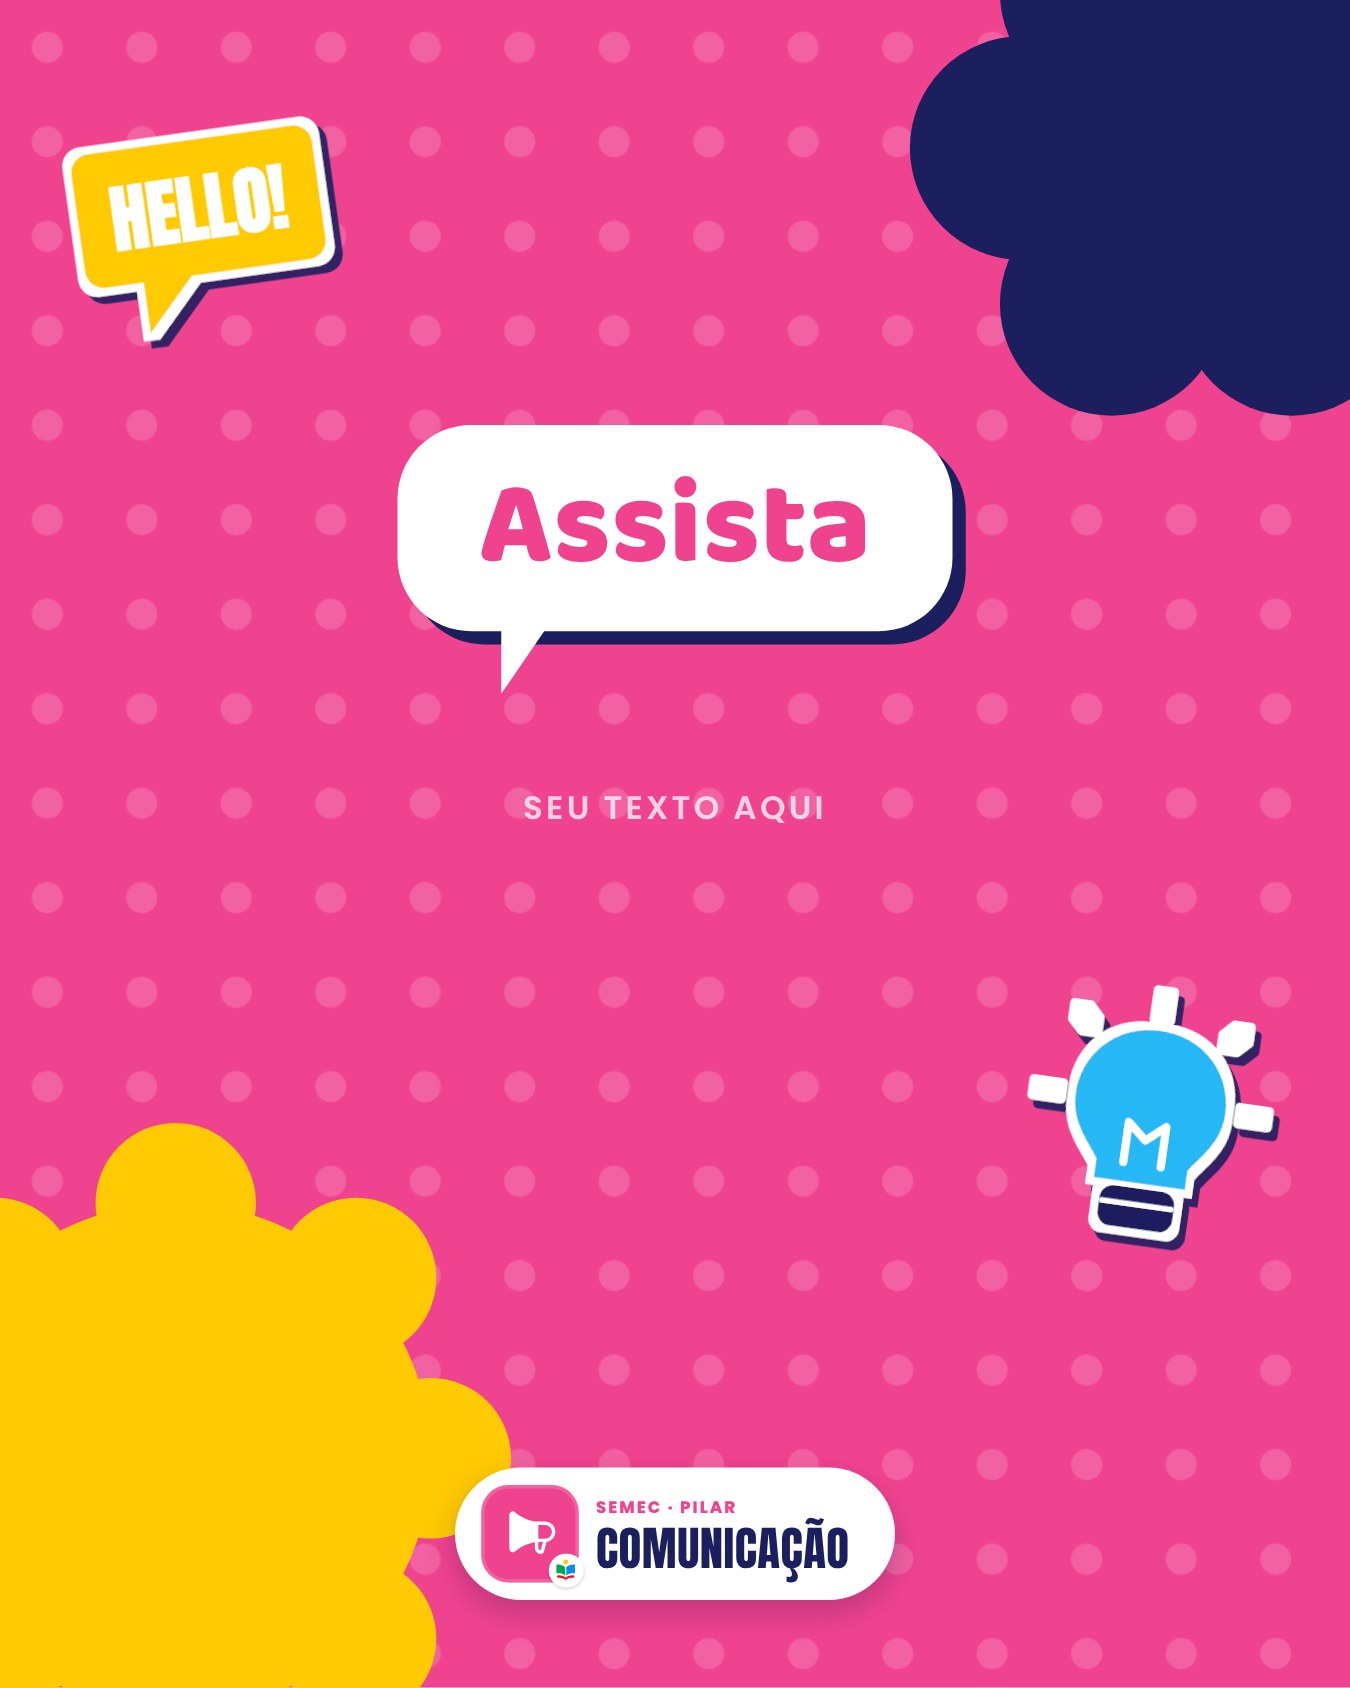 HELLO!
Assista
SEU TEXTO AQUI
M
SEMEC · PILAR
COMUNICAÇÃO